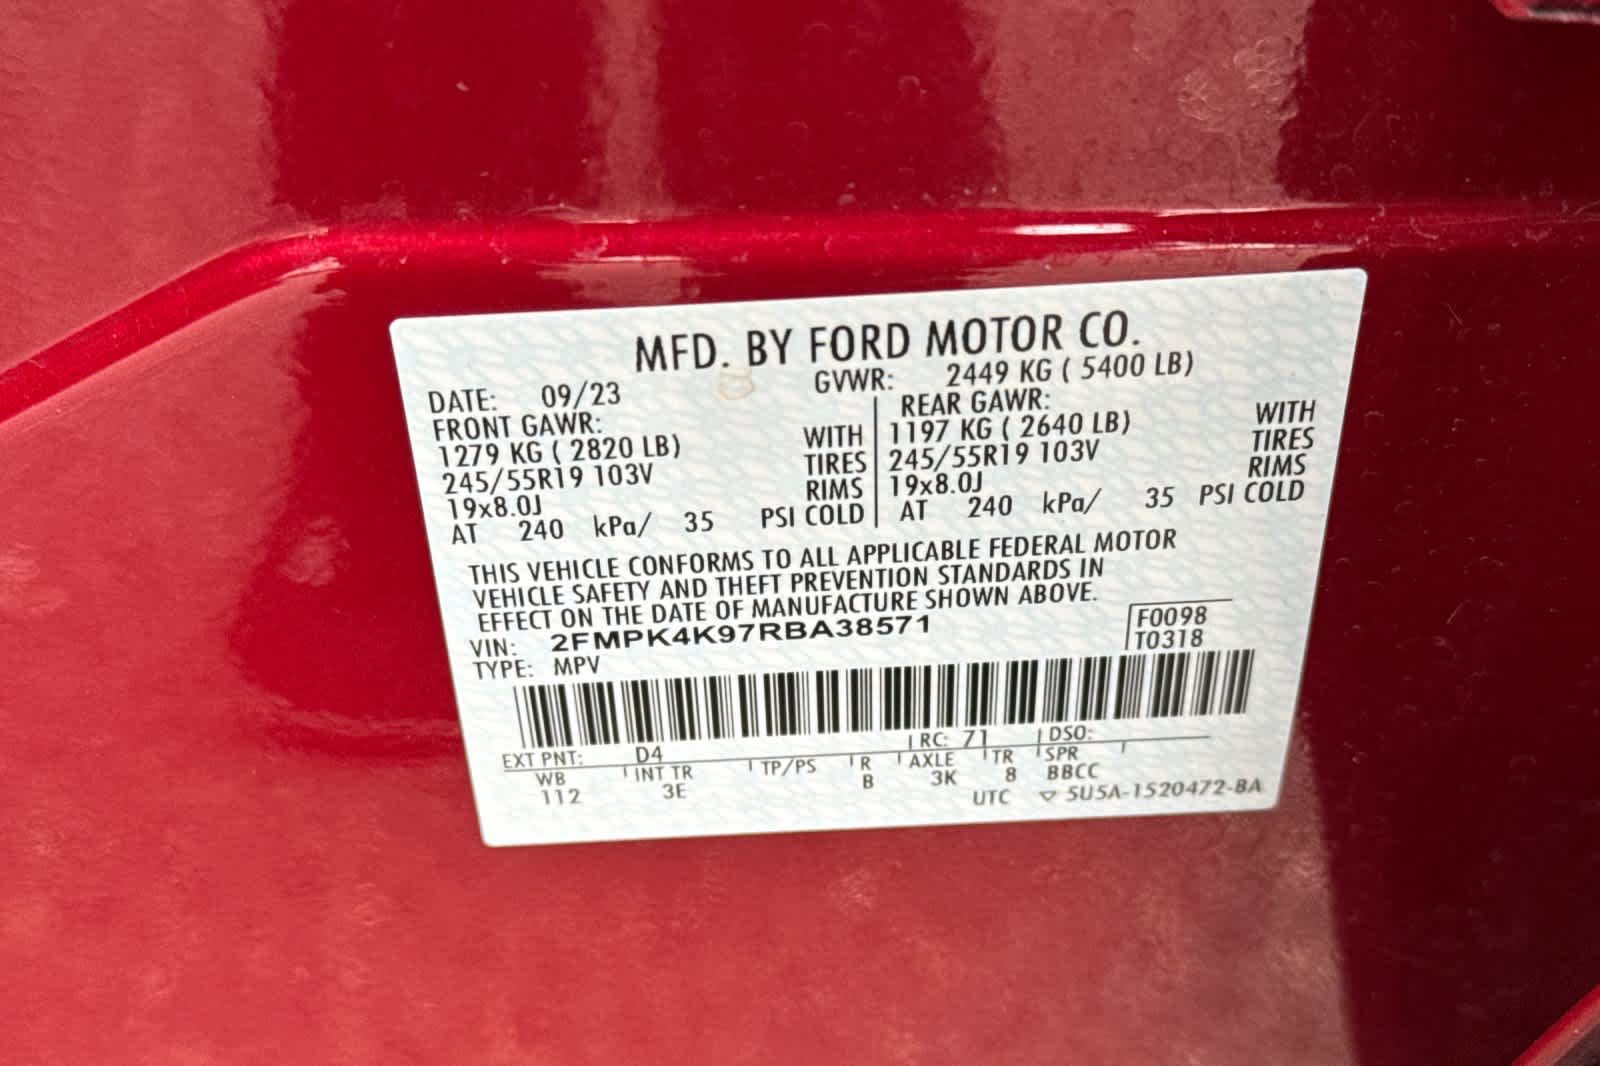 MFD. BY FORD MOTOR CO.
DATE: 09/23 GVWR: 2449 KG ( 5400 LB)
FRONT GAWR: REAR GAWR:
1279 KG ( 2820 LB) WITH 1197 KG ( 2640 LB) WITH
245/55R19 103V TIRES 245/55R19 103V TIRES
19x8.0J RIMS 19x8.0J RIMS
AT 240 kPa/ 35 PSI COLD AT 240 kPa/ 35 PSI COLD
THIS VEHICLE CONFORMS TO ALL APPLICABLE FEDERAL MOTOR
VEHICLE SAFETY AND THEFT PREVENTION STANDARDS IN
EFFECT ON THE DATE OF MANUFACTURE SHOWN ABOVE.
VIN: 2FMPK4K97RBA38571 F0098
TYPE: MPV T0318
EXT PNT: D4 RC: 71 DSO:
WB INT TR TP/PS R AXLE TR SPR
112 3E B 3K 8 BBCC
UTC ▽ 5U5A-1520472-BA